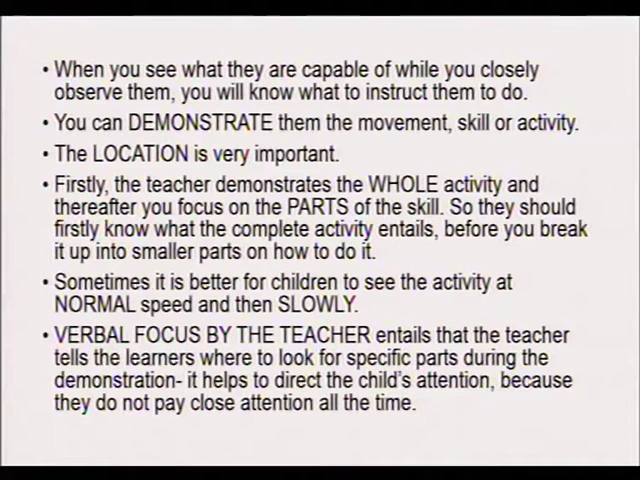 • When you see what they are capable of while you closely
observe them, you will know what to instruct them to do.
• You can DEMONSTRATE them the movement, skill or activity.
• The LOCATION is very important.
• Firstly, the teacher demonstrates the WHOLE activity and
thereafter you focus on the PARTS of the skill. So they should
firstly know what the complete activity entails, before you break
it up into smaller parts on how to do it.
• Sometimes it is better for children to see the activity at
NORMAL speed and then SLOWLY.
• VERBAL FOCUS BY THE TEACHER entails that the teacher
tells the learners where to look for specific parts during the
demonstration- it helps to direct the child's attention, because
they do not pay close attention all the time.